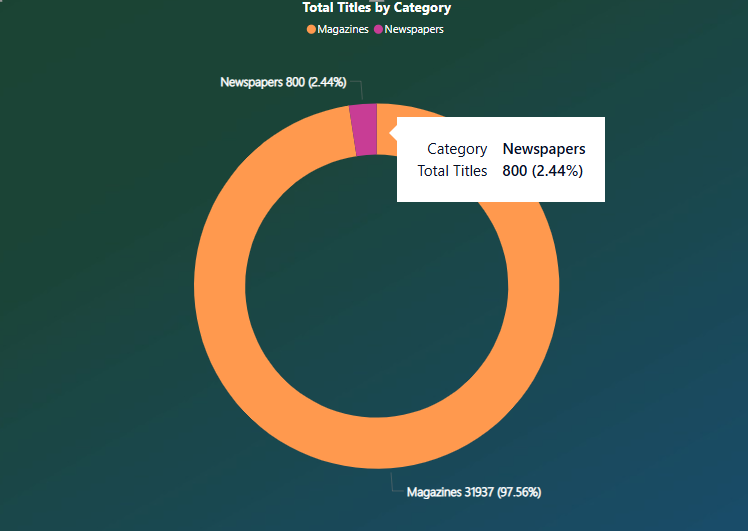 Total Titles by Category
Magazines Newspapers
Newspapers 800 (2.44%)
Category Newspapers
Total Titles 800 (2.44%)
Magazines 31937 (97.56%)